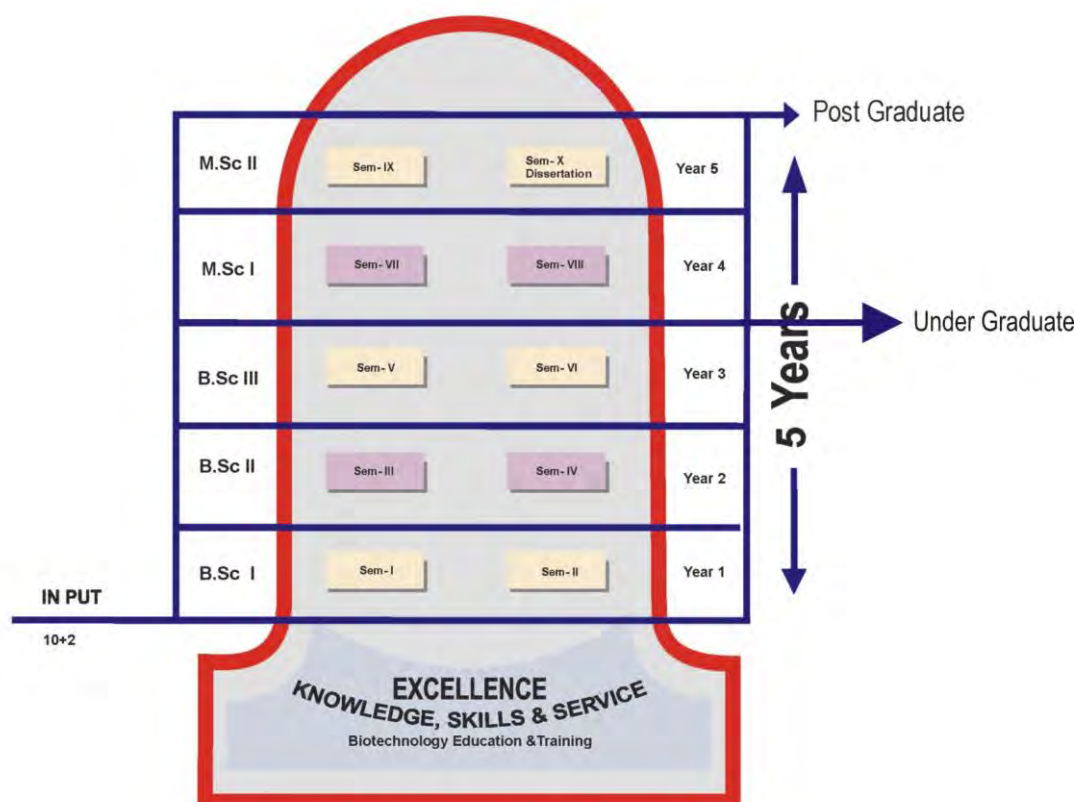 Post Graduate
M.Sc II
Sem- IX
Sem- X
Dissertation
Year 5
M.Sc I
Sem- VII
Sem- VIII
Year 4
Under Graduate
5 Years
B.Sc III
Sem- V
Sem- VI
Year 3
B.Sc II
Sem- III
Sem- IV
Year 2
B.Sc I
Sem- I
Sem- II
Year 1
IN PUT
10+2
EXCELLENCE
KNOWLEDGE, SKILLS & SERVICE
Biotechnology Education &Training